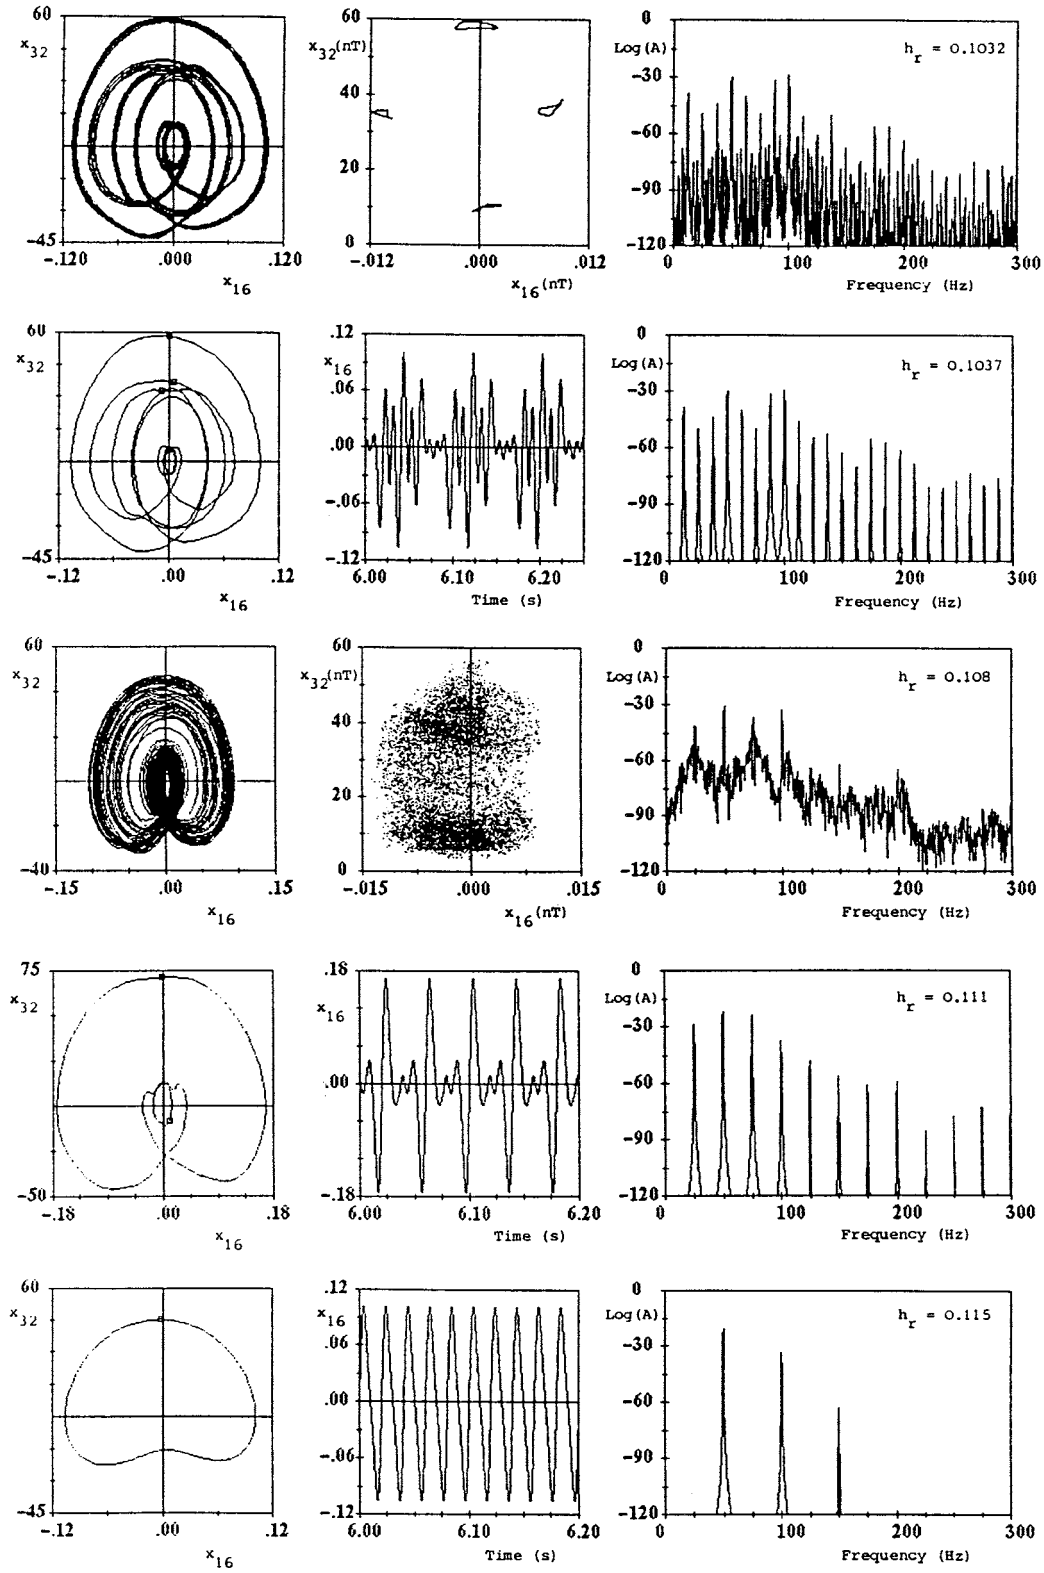 60
x32
-45
-.120 .000 .120
x16
60
x32(nT)
40
20
0
-.012 .000 .012
x16(nT)
0
Log(A)
-30
-60
-90
-120
hr = 0.1032
0 100 200 300
Frequency (Hz)
60
x32
-45
-.12 .00 .12
x16
.12
x16
.06
.00
-.06
-.12
6.00 6.10 6.20
Time (s)
0
Log(A)
-30
-60
-90
-120
hr = 0.1037
0 100 200 300
Frequency (Hz)
60
x32
-40
-.15 .00 .15
x16
60
x32(nT)
40
20
0
-.015 .000 .015
x16(nT)
0
Log(A)
-30
-60
-90
-120
hr = 0.108
0 100 200 300
Frequency (Hz)
75
x32
-50
-.18 .00 .18
x16
.18
x16
.00
-.18
6.00 6.10 6.20
Time (s)
0
Log(A)
-30
-60
-90
-120
hr = 0.111
0 100 200 300
Frequency (Hz)
60
x32
-45
-.12 .00 .12
x16
.12
x16
.06
.00
-.06
-.12
6.00 6.10 6.20
Time (s)
0
Log(A)
-30
-60
-90
-120
hr = 0.115
0 100 200 300
Frequency (Hz)